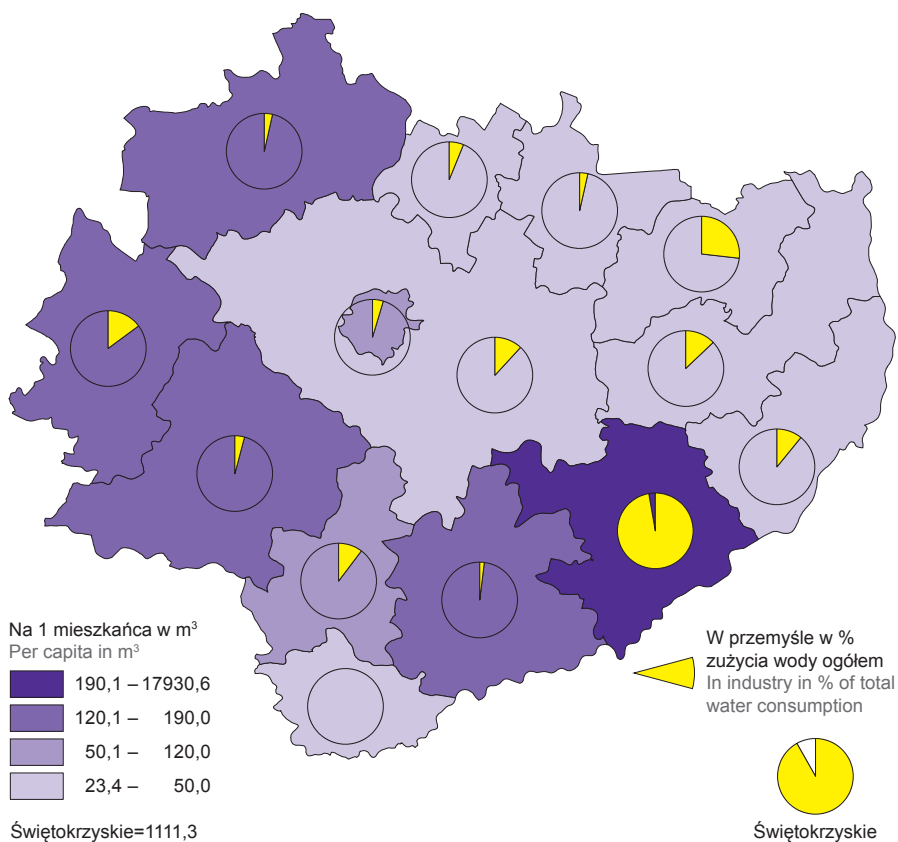 Na 1 mieszkańca w m³
Per capita in m³
190,1 – 17930,6
120,1 – 190,0
50,1 – 120,0
23,4 – 50,0
Świętokrzyskie=1111,3
W przemyśle w %
zużycia wody ogółem
In industry in % of total
water consumption
Świętokrzyskie